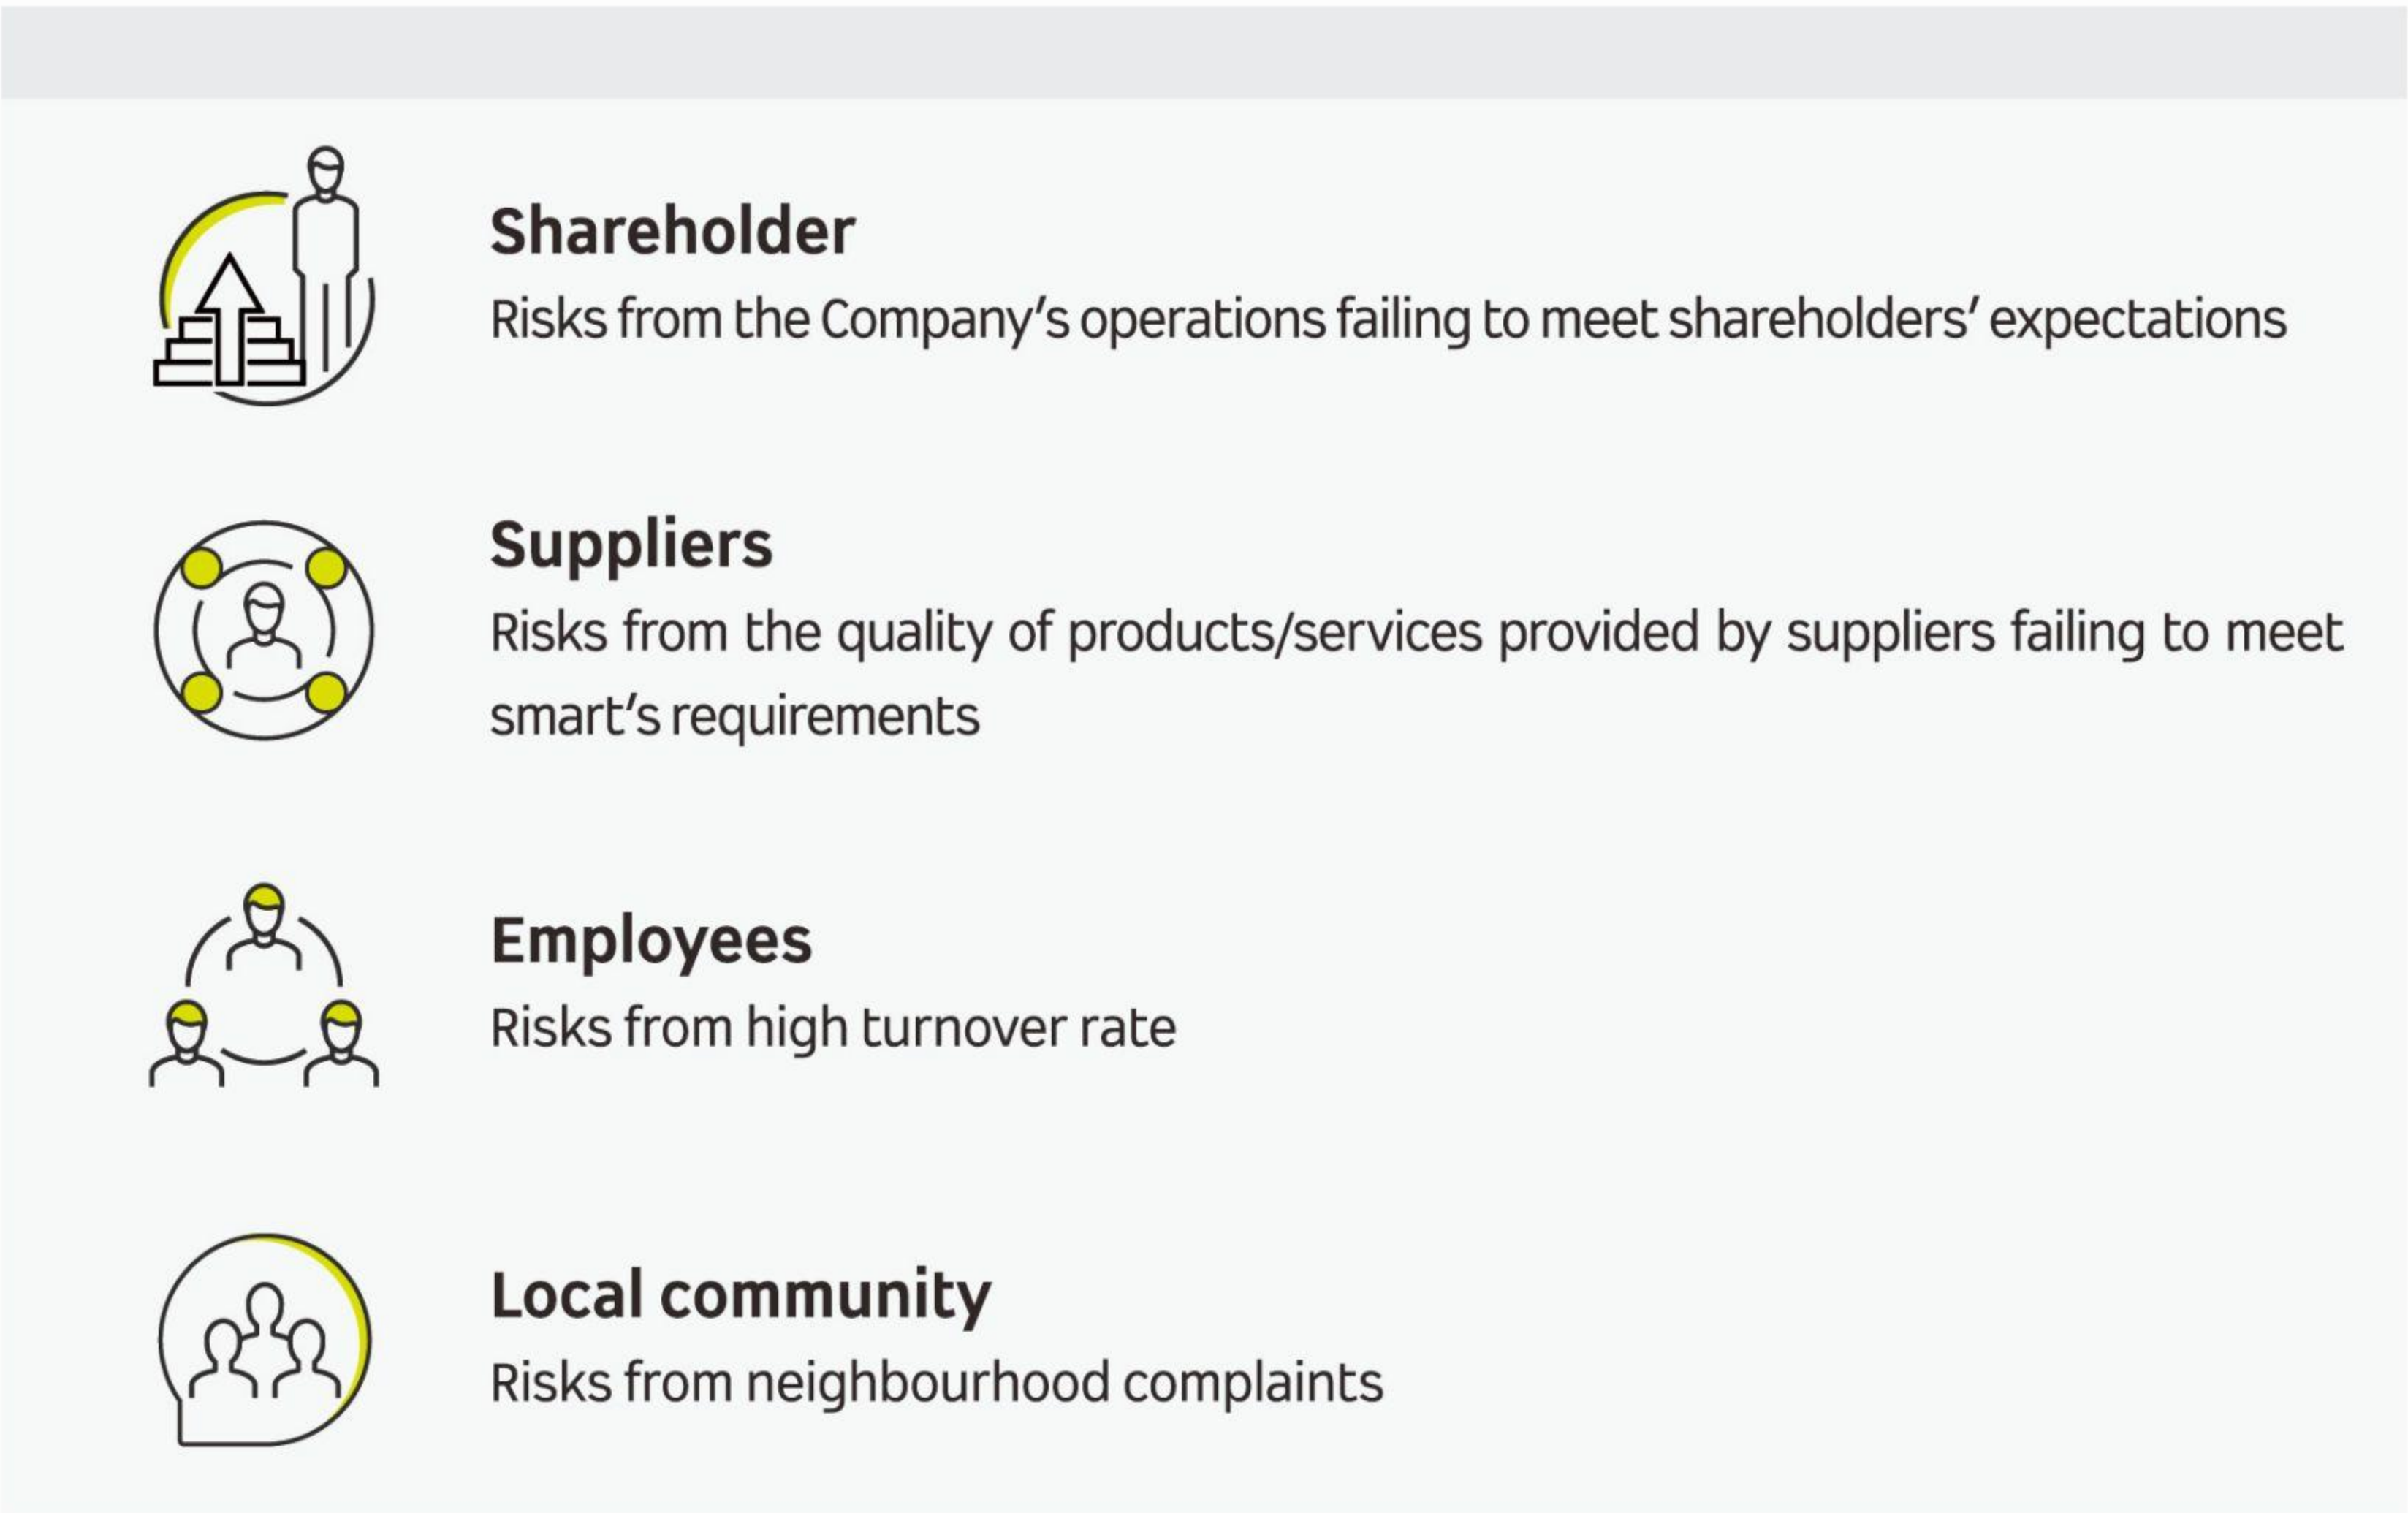 Shareholder
Risks from the Company's operations failing to meet shareholders' expectations
Suppliers
Risks from the quality of products/services provided by suppliers failing to meet
smart's requirements
Employees
Risks from high turnover rate
Local community
Risks from neighbourhood complaints